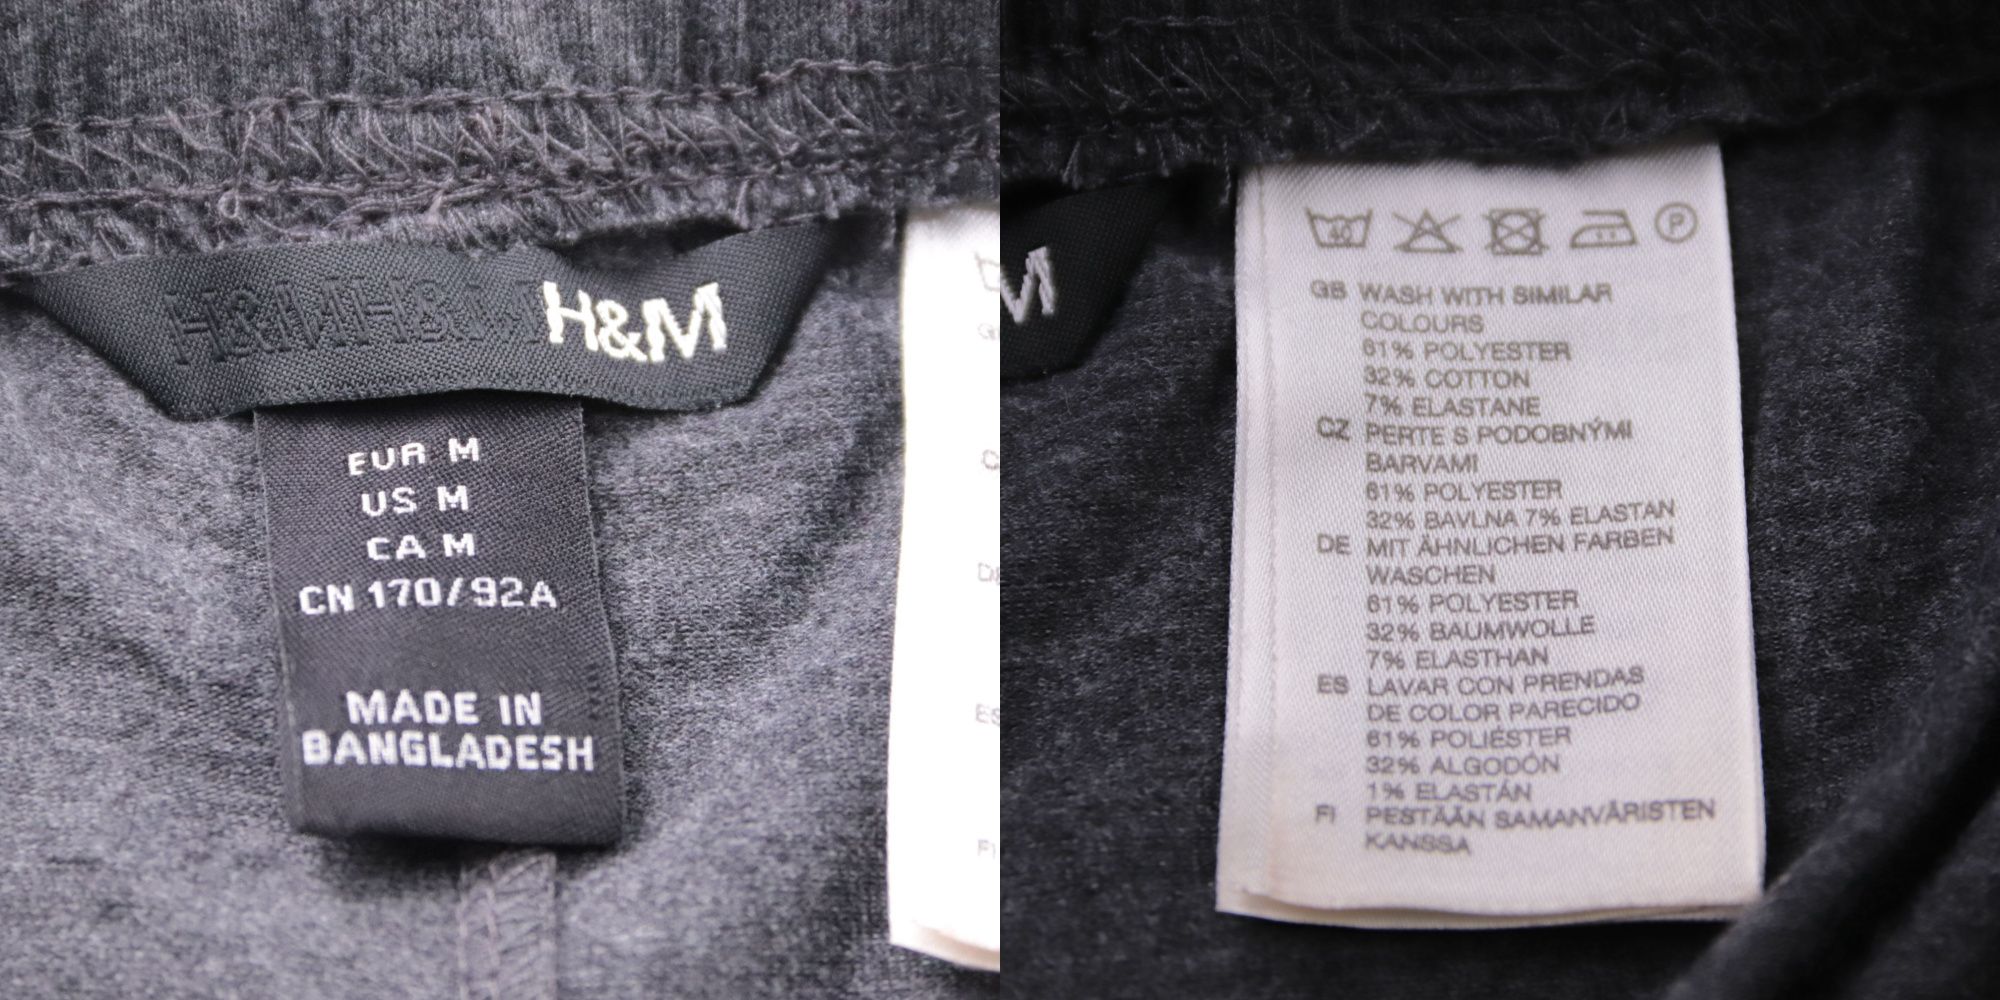 H&MH&M H&M
EUR M
US M
CA M
CN 170/92A
MADE IN
BANGLADESH
M
40
P
GB WASH WITH SIMILAR
COLOURS
61% POLYESTER
32% COTTON
7% ELASTANE
CZ PERTE S PODOBNÝMI
BARVAMI
61% POLYESTER
32% BAVLNA 7% ELASTAN
DE MIT ÄHNLICHEN FARBEN
WASCHEN
61% POLYESTER
32% BAUMWOLLE
7% ELASTHAN
ES LAVAR CON PRENDAS
DE COLOR PARECIDO
61% POLIÉSTER
32% ALGODÓN
1% ELASTÁN
FI PESTÄÄN SAMANVÄRISTEN
KANSSA